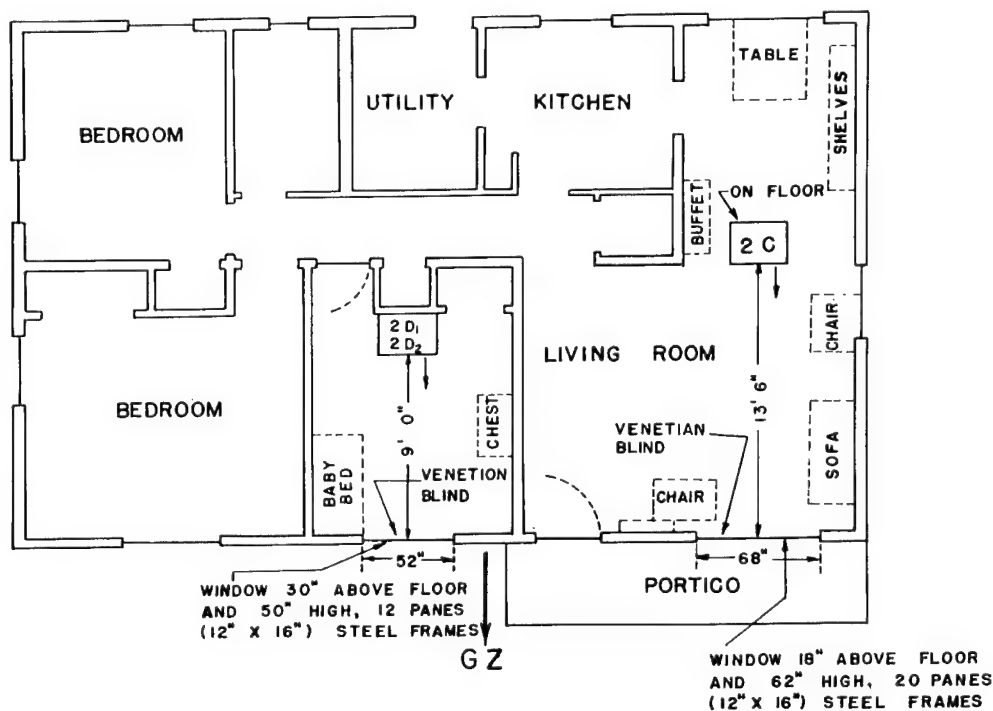 TABLE
UTILITY
KITCHEN
SHELVES
BEDROOM
ON FLOOR
BUFFET
2 C
2 D₁
2 D₂
CHAIR
LIVING ROOM
BEDROOM
13' 6"
9' 0"
CHEST
VENETIAN
BLIND
SOFA
BABY
BED
VENETION
BLIND
CHAIR
52"
68"
PORTICO
WINDOW 30" ABOVE FLOOR
AND 50" HIGH, 12 PANES
(12" X 16") STEEL FRAMES
GZ
WINDOW 18" ABOVE FLOOR
AND 62" HIGH, 20 PANES
(12" X 16") STEEL FRAMES